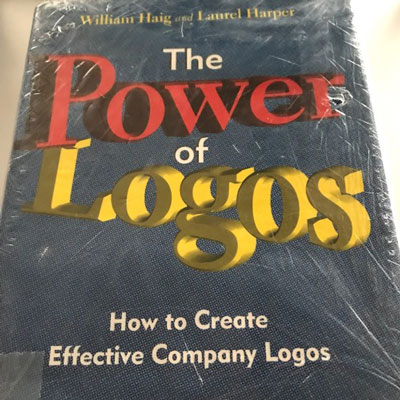 William Haig and Laurel Harper
The
Power
of
Logos
How to Create
Effective Company Logos